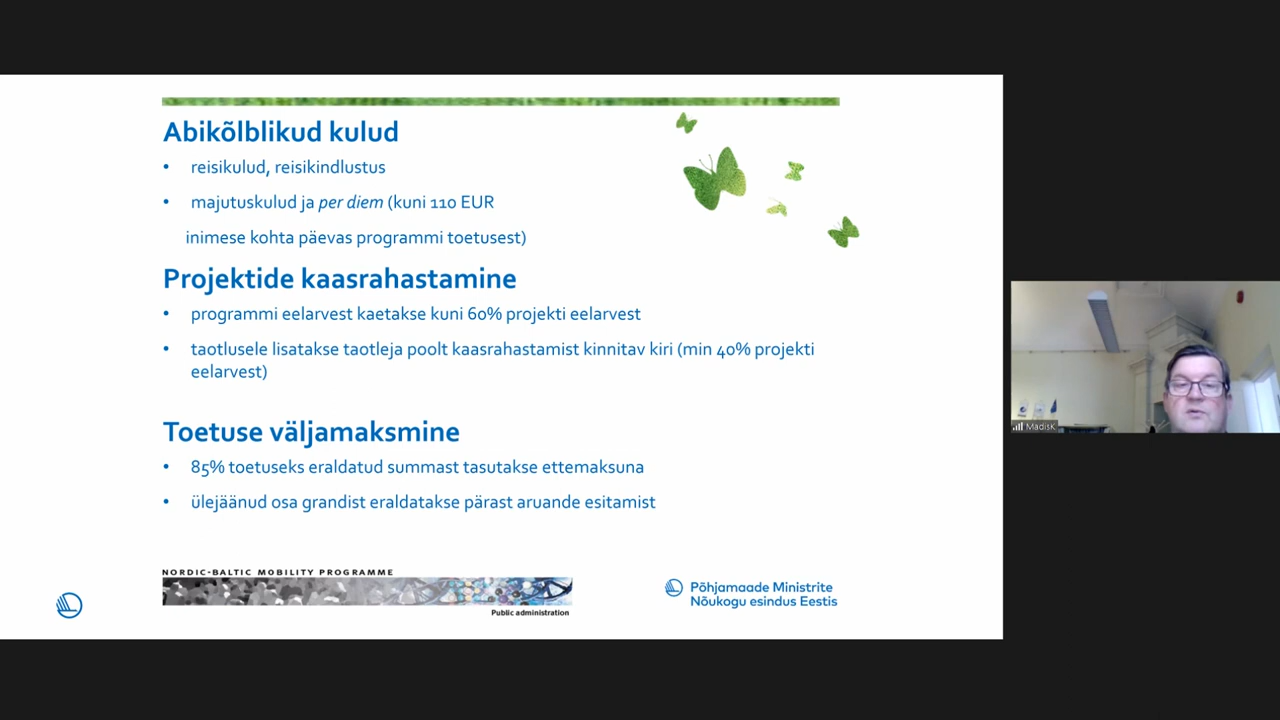 Abikõlblikud kulud
• reisikulud, reisikindlustus
• majutuskulud ja per diem (kuni 110 EUR
inimese kohta päevas programmi toetusest)
Projektide kaasrahastamine
• programmi eelarvest kaetakse kuni 60% projekti eelarvest
• taotlusele lisatakse taotleja poolt kaasrahastamist kinnitav kiri (min 40% projekti
eelarvest)
Toetuse väljamaksmine
• 85% toetuseks eraldatud summast tasutakse ettemaksuna
• ülejäänud osa grandist eraldatakse pärast aruande esitamist
NORDIC-BALTIC MOBILITY PROGRAMME
Public administration
Põhjamaade Ministrite
Nõukogu esindus Eestis
MadisK